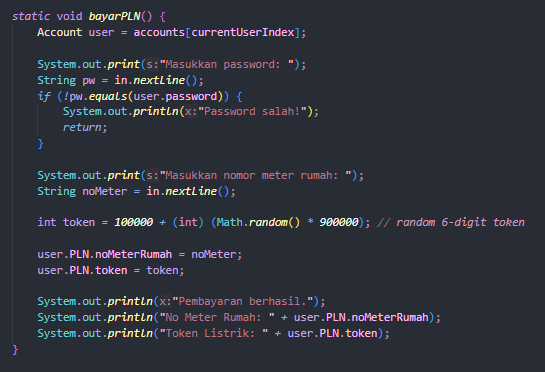 static void bayarPLN() {
    Account user = accounts[currentUserIndex];

    System.out.print(s:"Masukkan password: ");
    String pw = in.nextLine();
    if (!pw.equals(user.password)) {
        System.out.println(x:"Password salah!");
        return;
    }

    System.out.print(s:"Masukkan nomor meter rumah: ");
    String noMeter = in.nextLine();

    int token = 100000 + (int) (Math.random() * 900000); // random 6-digit token

    user.PLN.noMeterRumah = noMeter;
    user.PLN.token = token;

    System.out.println(x:"Pembayaran berhasil.");
    System.out.println("No Meter Rumah: " + user.PLN.noMeterRumah);
    System.out.println("Token Listrik: " + user.PLN.token);
}